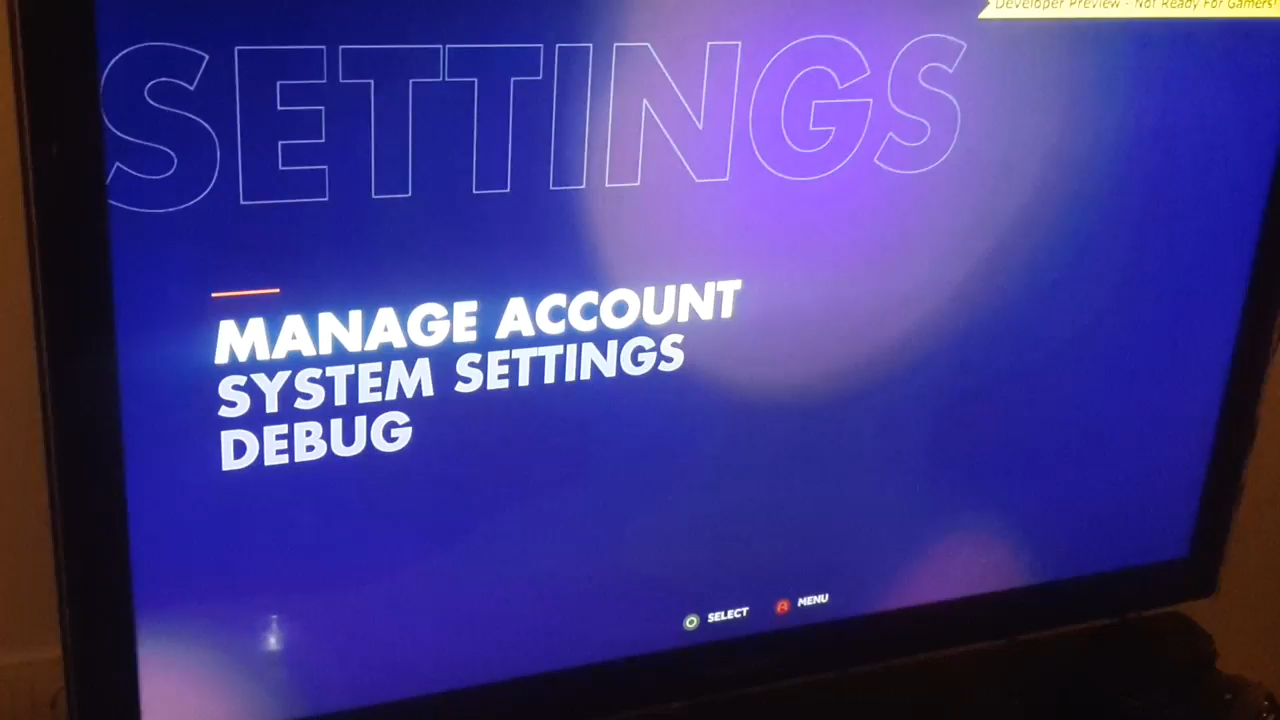 Developer Preview - Not Ready For Gamers!
SETTINGS
MANAGE ACCOUNT
SYSTEM SETTINGS
DEBUG
O SELECT A MENU